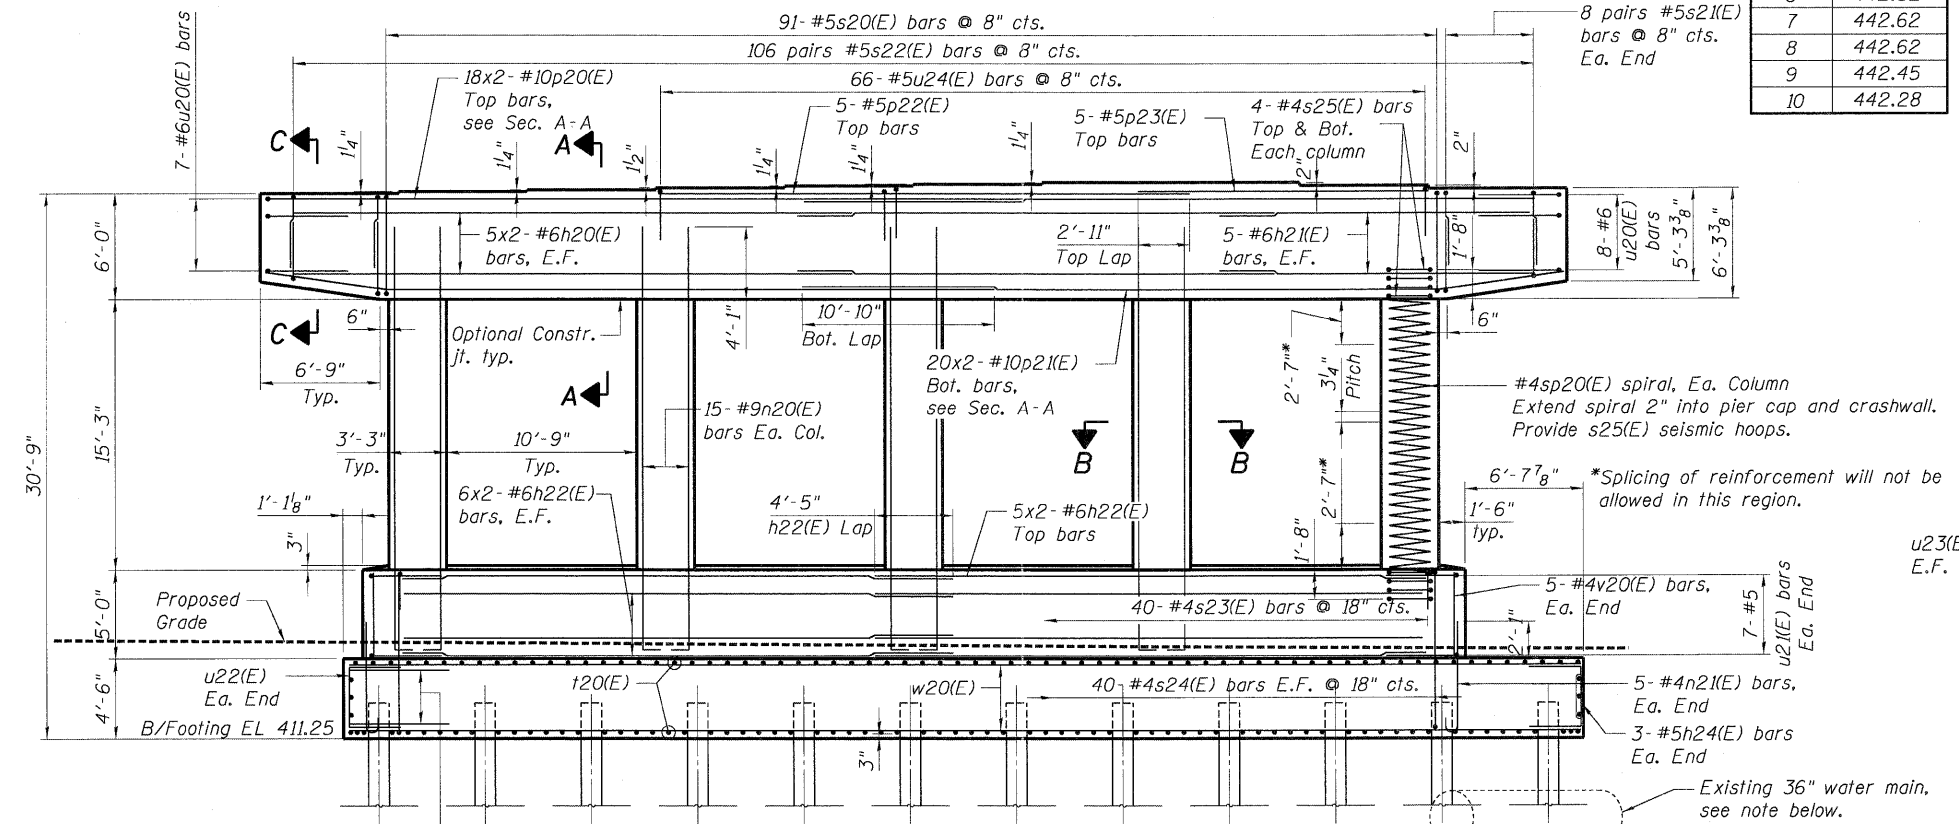 91- #5s20(E) bars @ 8" cts.
106 pairs #5s22(E) bars @ 8" cts.
66- #5u24(E) bars @ 8" cts.
8 pairs #5s21(E)
bars @ 8" cts.
Ea. End
7 442.62
8 442.62
9 442.45
10 442.28
7- #6u20(E) bars
18x2- #10p20(E)
Top bars,
see Sec. A-A
5- #5p22(E)
Top bars
5- #5p23(E)
Top bars
4- #4s25(E) bars
Top & Bot.
Each column
C
A
1¼"
1¼"
1½"
1¼"
1¼"
1¼"
2"
2"
6'-0"
5x2- #6h20(E)
bars, E.F.
2'-11"
Top Lap
5- #6h21(E)
bars, E.F.
1'-8"
8- #6
u20(E)
bars
5'-3⅜"
6'-3⅜"
C
6"
Optional Constr.
jt. typ.
4'-1"
10'-10"
Bot. Lap
6"
6'-9"
Typ.
A
20x2- #10p21(E)
Bot. bars,
see Sec. A-A
2'-7"*
3¼"
Pitch
#4sp20(E) spiral, Ea. Column
Extend spiral 2" into pier cap and crashwall.
Provide s25(E) seismic hoops.
30'-9"
15'-3"
3'-3"
Typ.
10'-9"
Typ.
15- #9n20(E)
bars Ea. Col.
B
B
2'-7"*
6'-7⅞"
*Splicing of reinforcement will not be
allowed in this region.
1'-1⅛"
6x2- #6h22(E)
bars, E.F.
4'-5"
h22(E) Lap
5x2- #6h22(E)
Top bars
1'-8"
1'-6"
typ.
3"
E.F.
Proposed
Grade
5'-0"
40- #4s23(E) bars @ 18" cts.
5- #4v20(E) bars,
Ea. End
2'-1"
7- #5
u21(E) bars
Ea. End
u22(E)
Ea. End
4'-6"
t20(E)
w20(E)
40- #4s24(E) bars E.F. @ 18" cts.
5- #4n21(E) bars,
Ea. End
B/Footing EL 411.25
3"
3- #5h24(E) bars
Ea. End
Existing 36" water main,
see note below.